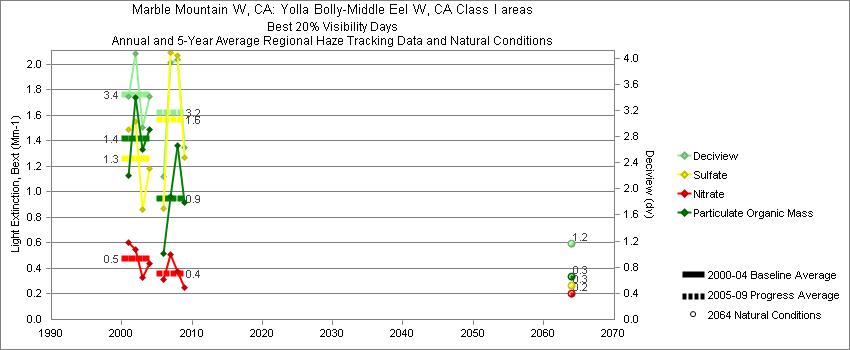 Marble Mountain W, CA: Yolla Bolly-Middle Eel W, CA Class I areas
Best 20% Visibility Days
Annual and 5-Year Average Regional Haze Tracking Data and Natural Conditions
Light Extinction, Bext (Mm-1)
2.0
1.8
1.6
1.4
1.2
1.0
0.8
0.6
0.4
0.2
0.0
3.4
1.4
1.3
0.5
3.2
1.6
0.9
0.4
1.2
0.3
0.3
0.2
4.0
3.6
3.2
2.8
2.4
2.0
1.6
1.2
0.8
0.4
0.0
Deciview (dv)
1990 2000 2010 2020 2030 2040 2050 2060 2070
Deciview
Sulfate
Nitrate
Particulate Organic Mass
2000-04 Baseline Average
2005-09 Progress Average
2064 Natural Conditions